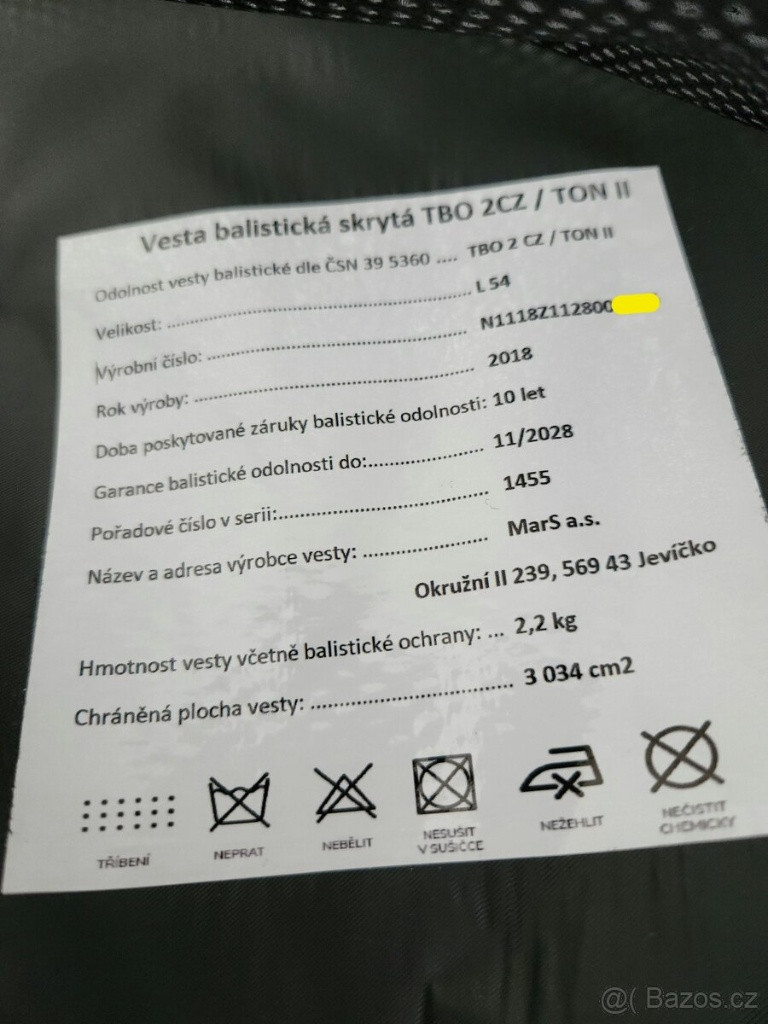 Vesta balistická skrytá TBO 2CZ / TON II
Odolnost vesty balistické dle ČSN 39 5360 .... TBO 2 CZ / TON II
Velikost: .................................................... L 54
Výrobní číslo: ............................................ N1118Z112800
Rok výroby: ................................................ 2018
Doba poskytované záruky balistické odolnosti: 10 let
Garance balistické odolnosti do:.................... 11/2028
Pořadové číslo v serii:................................... 1455
Název a adresa výrobce vesty: ..................... MarS a.s.
Okružní II 239, 569 43 Jevíčko
Hmotnost vesty včetně balistické ochrany: ... 2,2 kg
Chráněná plocha vesty: .................................. 3 034 cm2
TŘÍBENÍ NEPRAT NEBĚLIT NESUŠIT V SUŠIČCE NEŽEHLIT NEČISTIT CHEMICKY
@( Bazos.cz